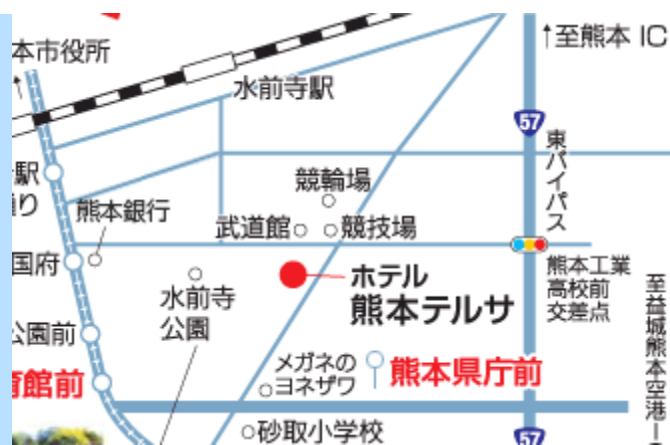 本市役所
↑至熊本 IC
水前寺駅
57
東バイパス
駅
通り
競輪場
熊本銀行
武道館
競技場
国府
水前寺
公園
ホテル
熊本テルサ
熊本工業
高校前
交差点
至益城熊本空港
公園前
メガネの
ヨネザワ
熊本県庁前
育館前
砂取小学校
57